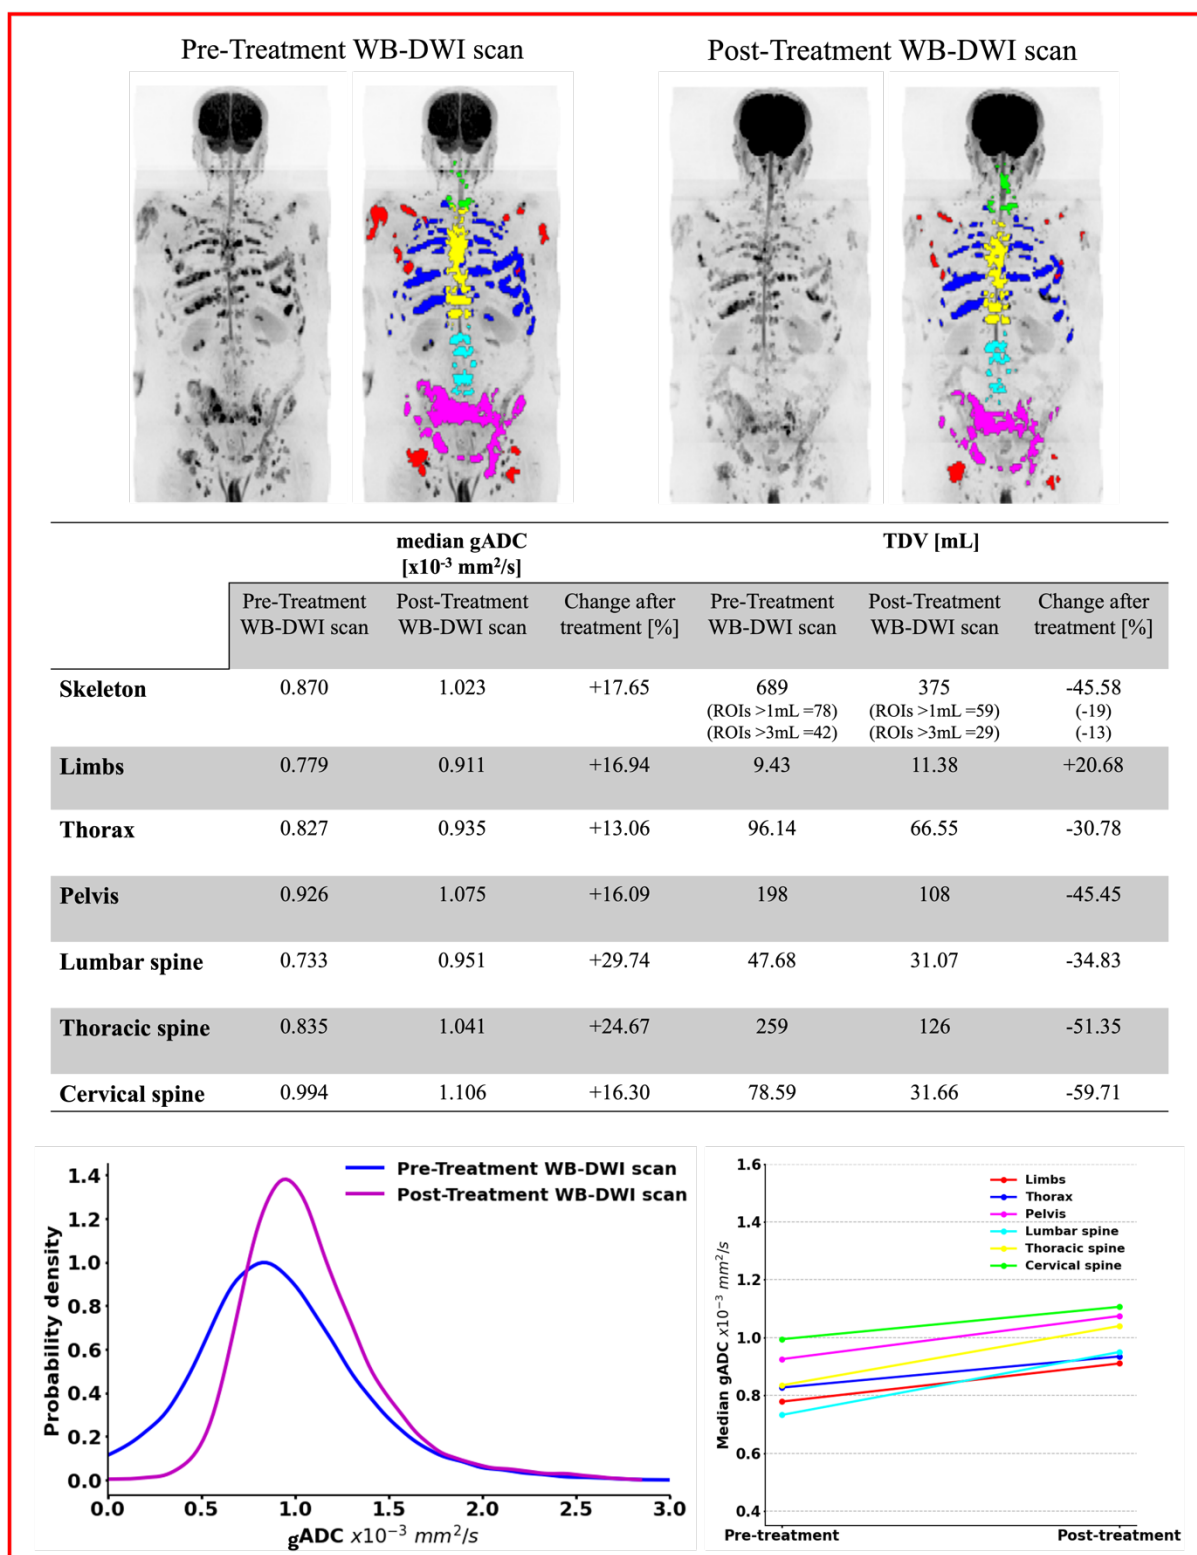 Pre-Treatment WB-DWI scan
Post-Treatment WB-DWI scan
median gADC
[x10⁻³ mm²/s]
TDV [mL]
Pre-Treatment WB-DWI scan
Post-Treatment WB-DWI scan
Change after treatment [%]
Pre-Treatment WB-DWI scan
Post-Treatment WB-DWI scan
Change after treatment [%]
Skeleton 0.870 1.023 +17.65 689 375 -45.58
(ROIs >1mL =78) (ROIs >1mL =59) (-19)
(ROIs >3mL =42) (ROIs >3mL =29) (-13)
Limbs 0.779 0.911 +16.94 9.43 11.38 +20.68
Thorax 0.827 0.935 +13.06 96.14 66.55 -30.78
Pelvis 0.926 1.075 +16.09 198 108 -45.45
Lumbar spine 0.733 0.951 +29.74 47.68 31.07 -34.83
Thoracic spine 0.835 1.041 +24.67 259 126 -51.35
Cervical spine 0.994 1.106 +16.30 78.59 31.66 -59.71
Pre-Treatment WB-DWI scan
Post-Treatment WB-DWI scan
Probability density
1.4
1.2
1.0
0.8
0.6
0.4
0.2
0.0
0.0 0.5 1.0 1.5 2.0 2.5 3.0
gADC x10⁻³ mm²/s
Limbs
Thorax
Pelvis
Lumbar spine
Thoracic spine
Cervical spine
Median gADC x10⁻³ mm²/s
1.6
1.4
1.2
1.0
0.8
0.6
0.4
Pre-treatment Post-treatment